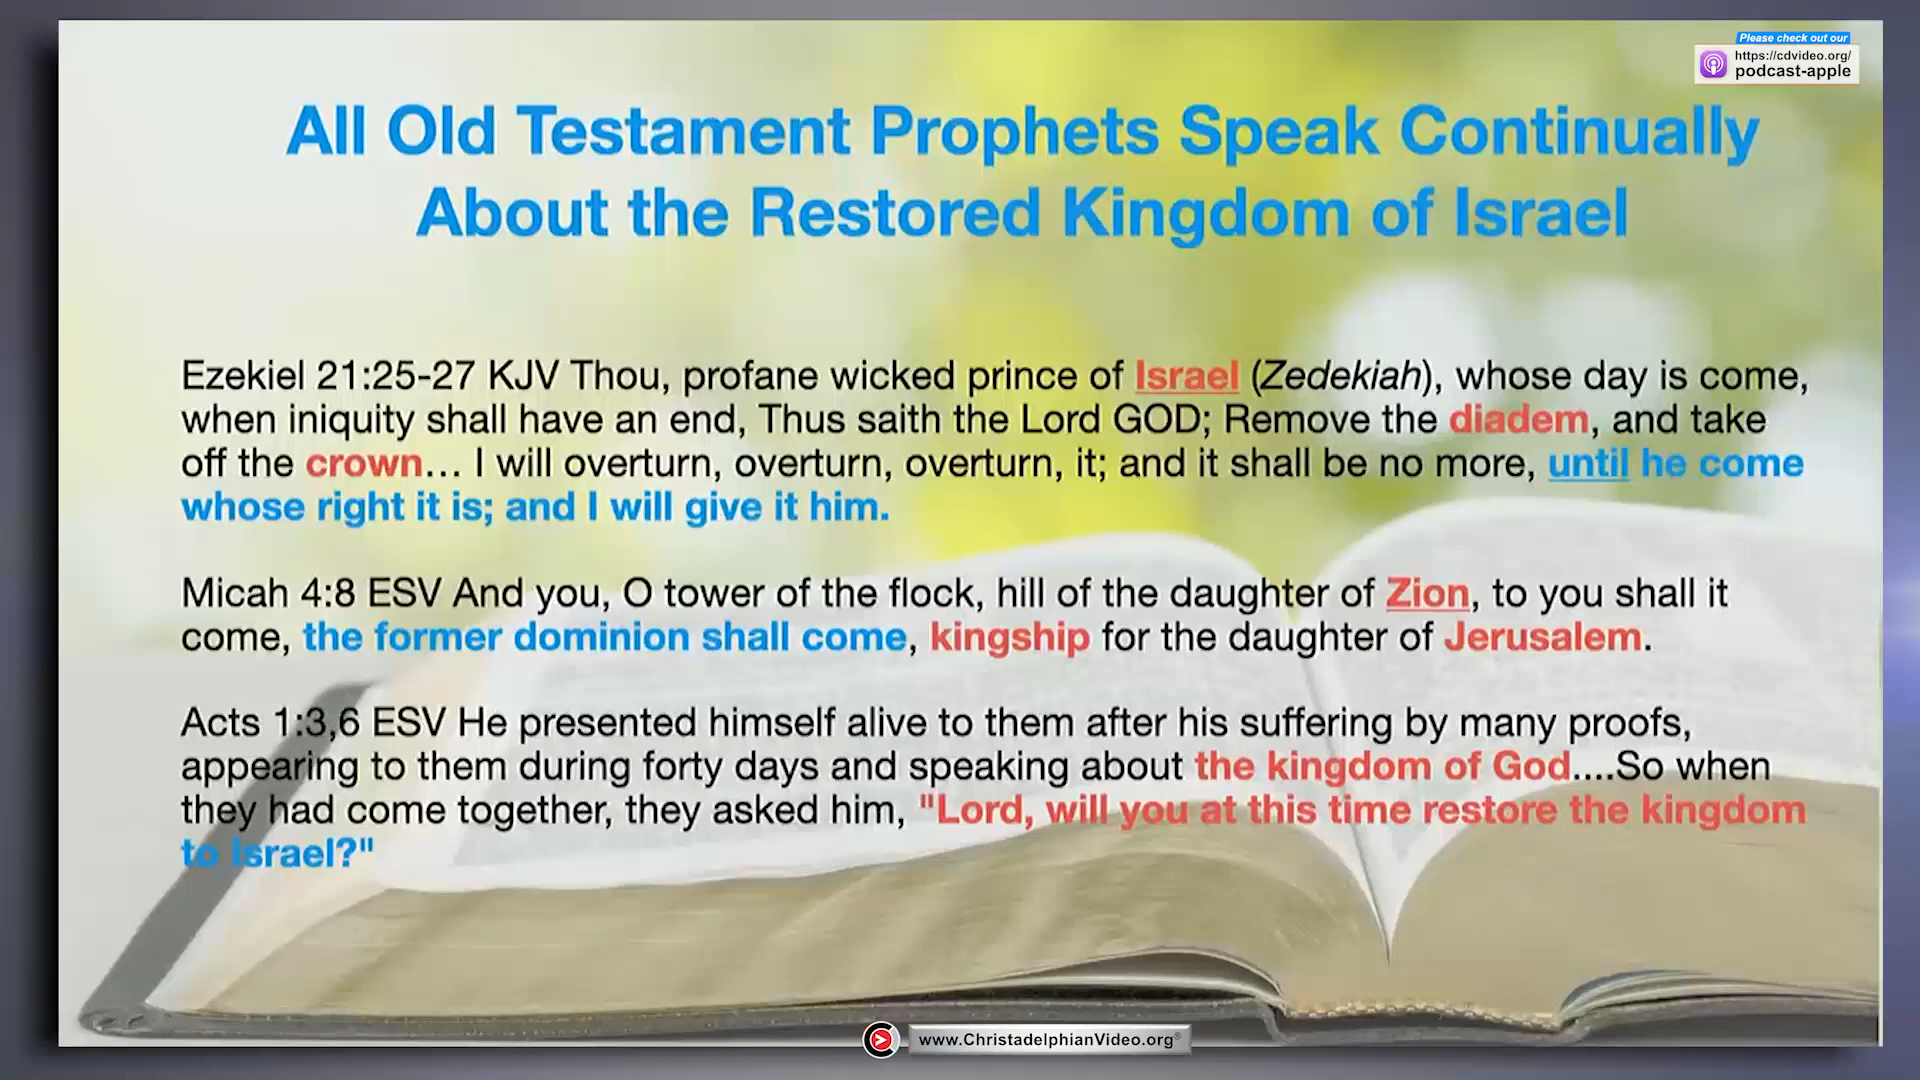 Please check out our
https://cdvideo.org/
podcast-apple
All Old Testament Prophets Speak Continually
About the Restored Kingdom of Israel
Ezekiel 21:25-27 KJV Thou, profane wicked prince of Israel (Zedekiah), whose day is come,
when iniquity shall have an end, Thus saith the Lord GOD; Remove the diadem, and take
off the crown… I will overturn, overturn, overturn, it; and it shall be no more, until he come
whose right it is; and I will give it him.
Micah 4:8 ESV And you, O tower of the flock, hill of the daughter of Zion, to you shall it
come, the former dominion shall come, kingship for the daughter of Jerusalem.
Acts 1:3,6 ESV He presented himself alive to them after his suffering by many proofs,
appearing to them during forty days and speaking about the kingdom of God....So when
they had come together, they asked him, "Lord, will you at this time restore the kingdom
to Israel?"
www.ChristadelphianVideo.org®